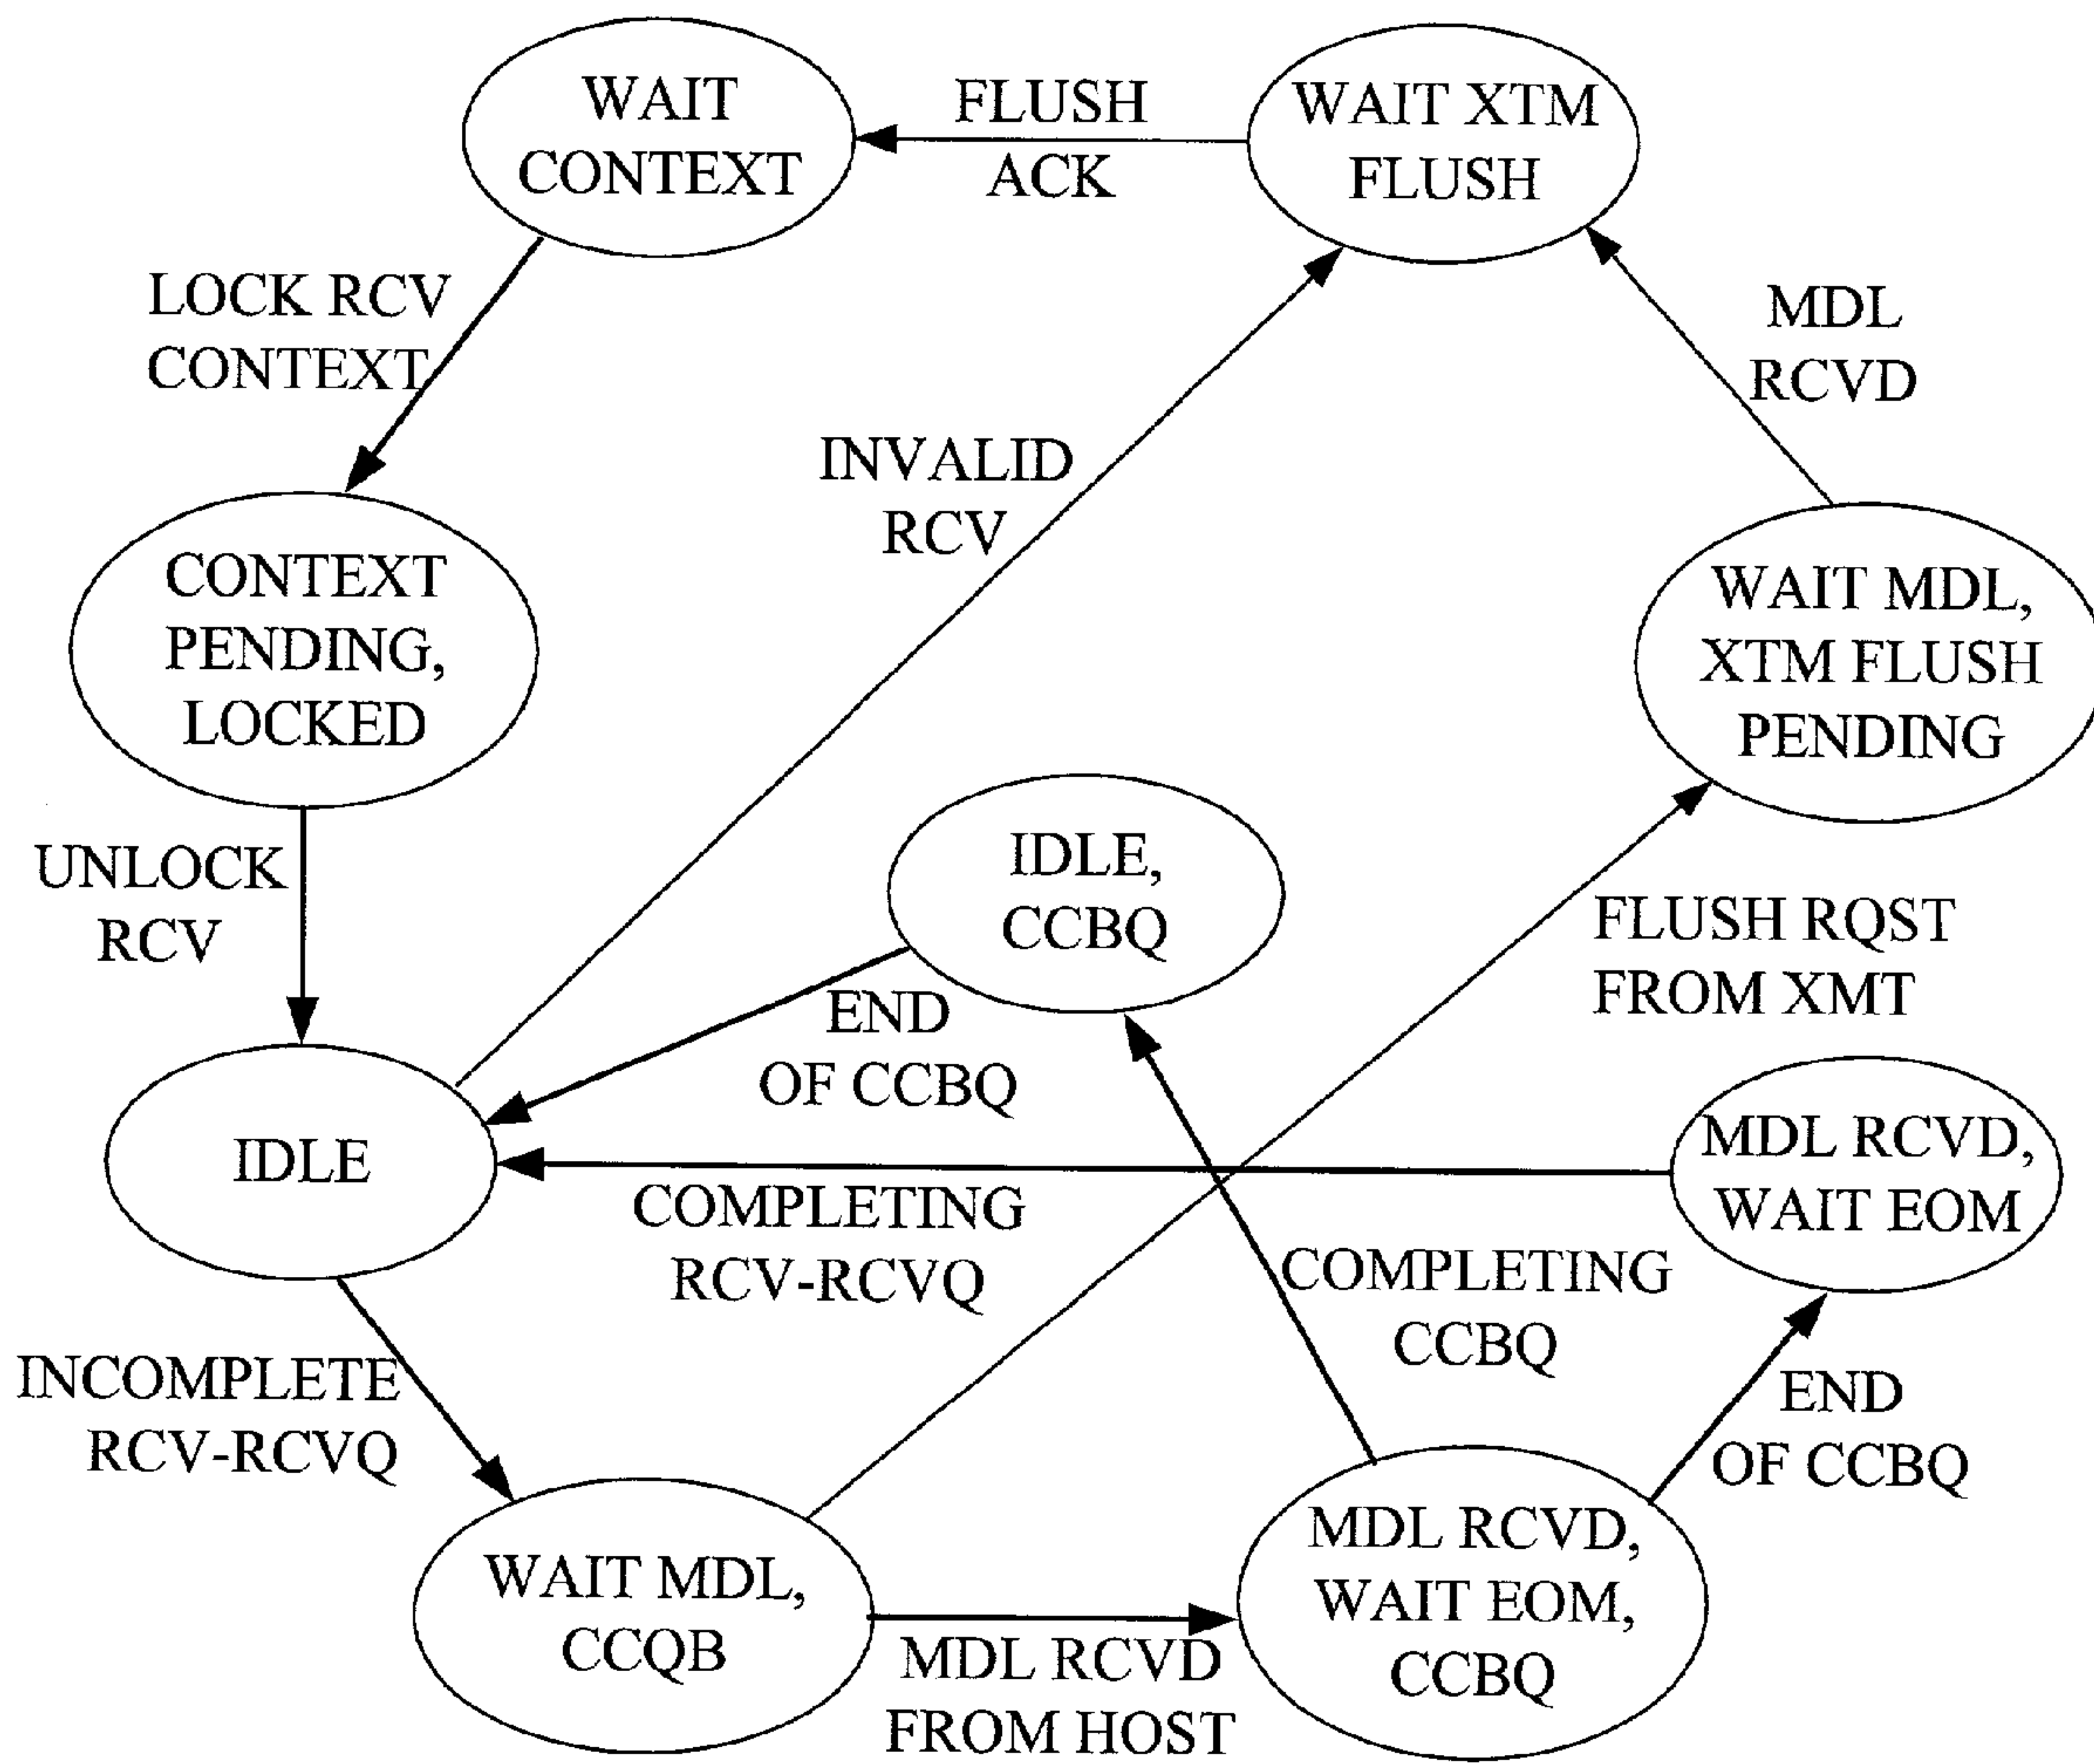 WAIT
CONTEXT
FLUSH
ACK
WAIT XTM
FLUSH
LOCK RCV
CONTEXT
MDL
RCVD
INVALID
RCV
CONTEXT
PENDING,
LOCKED
WAIT MDL,
XTM FLUSH
PENDING
UNLOCK
RCV
IDLE,
CCBQ
FLUSH RQST
FROM XMT
END
OF CCBQ
IDLE
MDL RCVD,
WAIT EOM
COMPLETING
RCV-RCVQ
COMPLETING
CCBQ
INCOMPLETE
RCV-RCVQ
END
OF CCBQ
WAIT MDL,
CCQB
MDL RCVD
FROM HOST
MDL RCVD,
WAIT EOM,
CCBQ